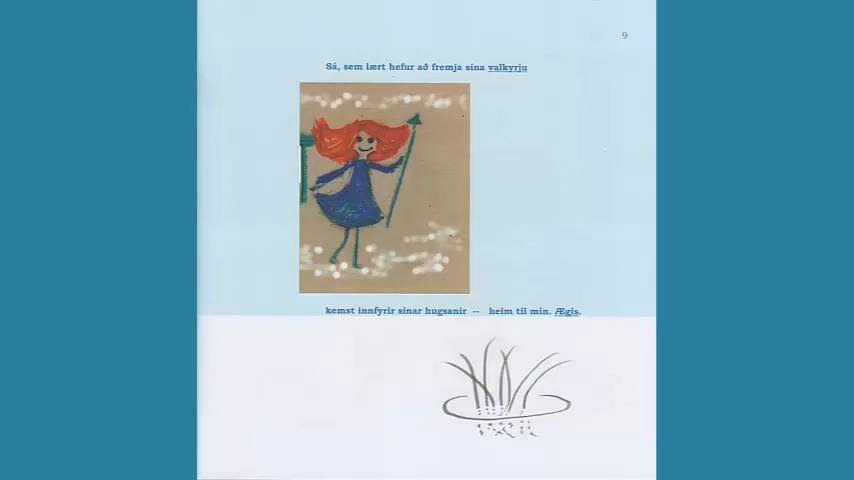 9
Sá, sem lært hefur að fremja sína valkyrju
kemst innfyrir sínar hugsanir -- heim til mín. Ægis.